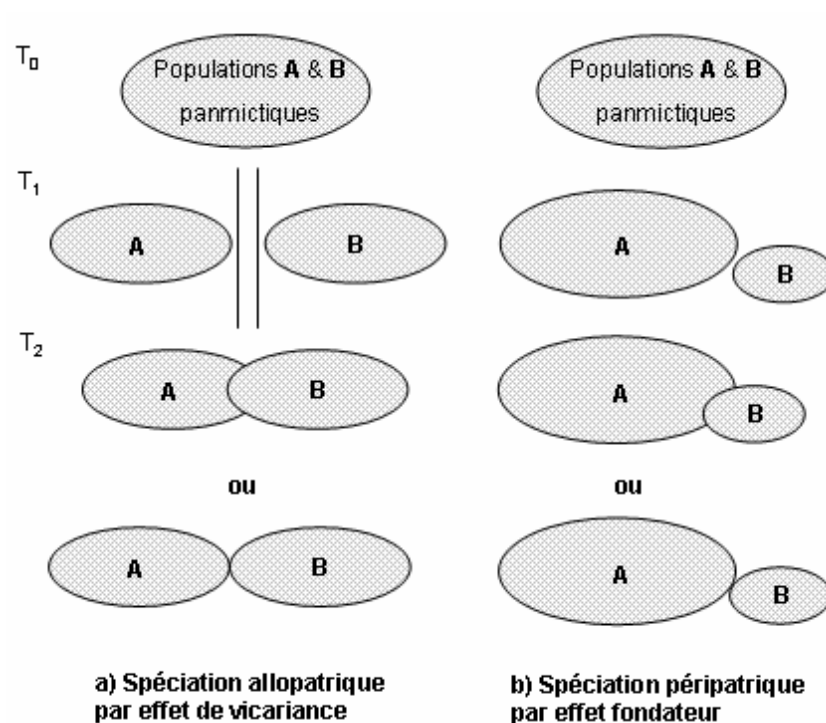 T0
Populations A & B
panmictiques
Populations A & B
panmictiques
T1
A
B
A
B
T2
A
B
A
B
ou
ou
A
B
A
B
a) Spéciation allopatrique
par effet de vicariance
b) Spéciation péripatrique
par effet fondateur